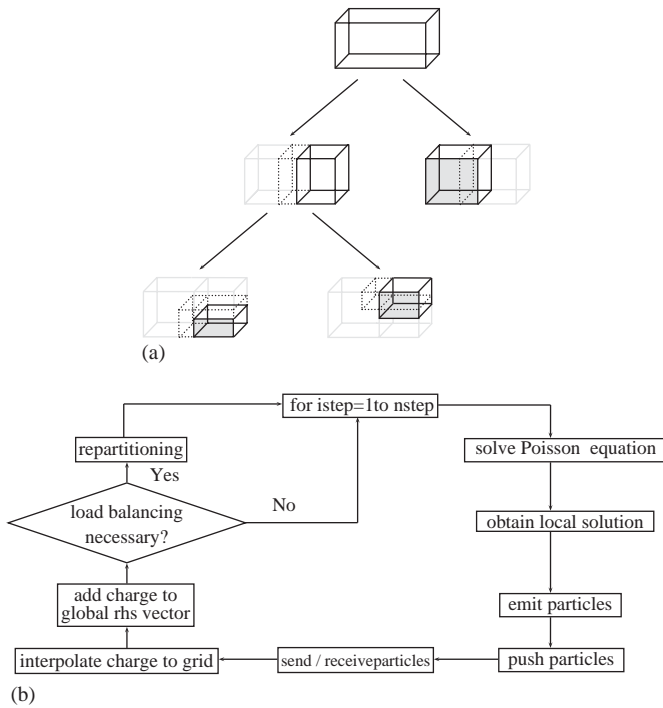 (a)
for istep=1to nstep
repartitioning
solve Poisson equation
Yes
No
load balancing
necessary?
obtain local solution
add charge to
global rhs vector
emit particles
interpolate charge to grid
send / receiveparticles
push particles
(b)